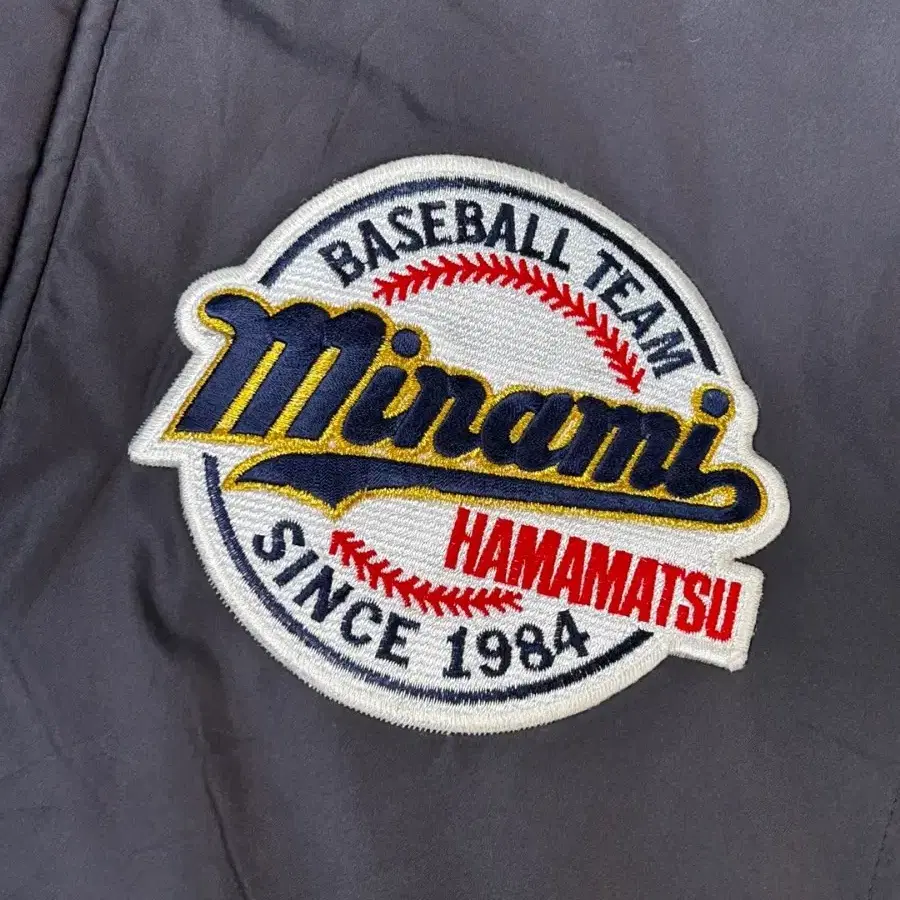 BASEBALL TEAM
Minami
HAMAMATSU
SINCE 1984